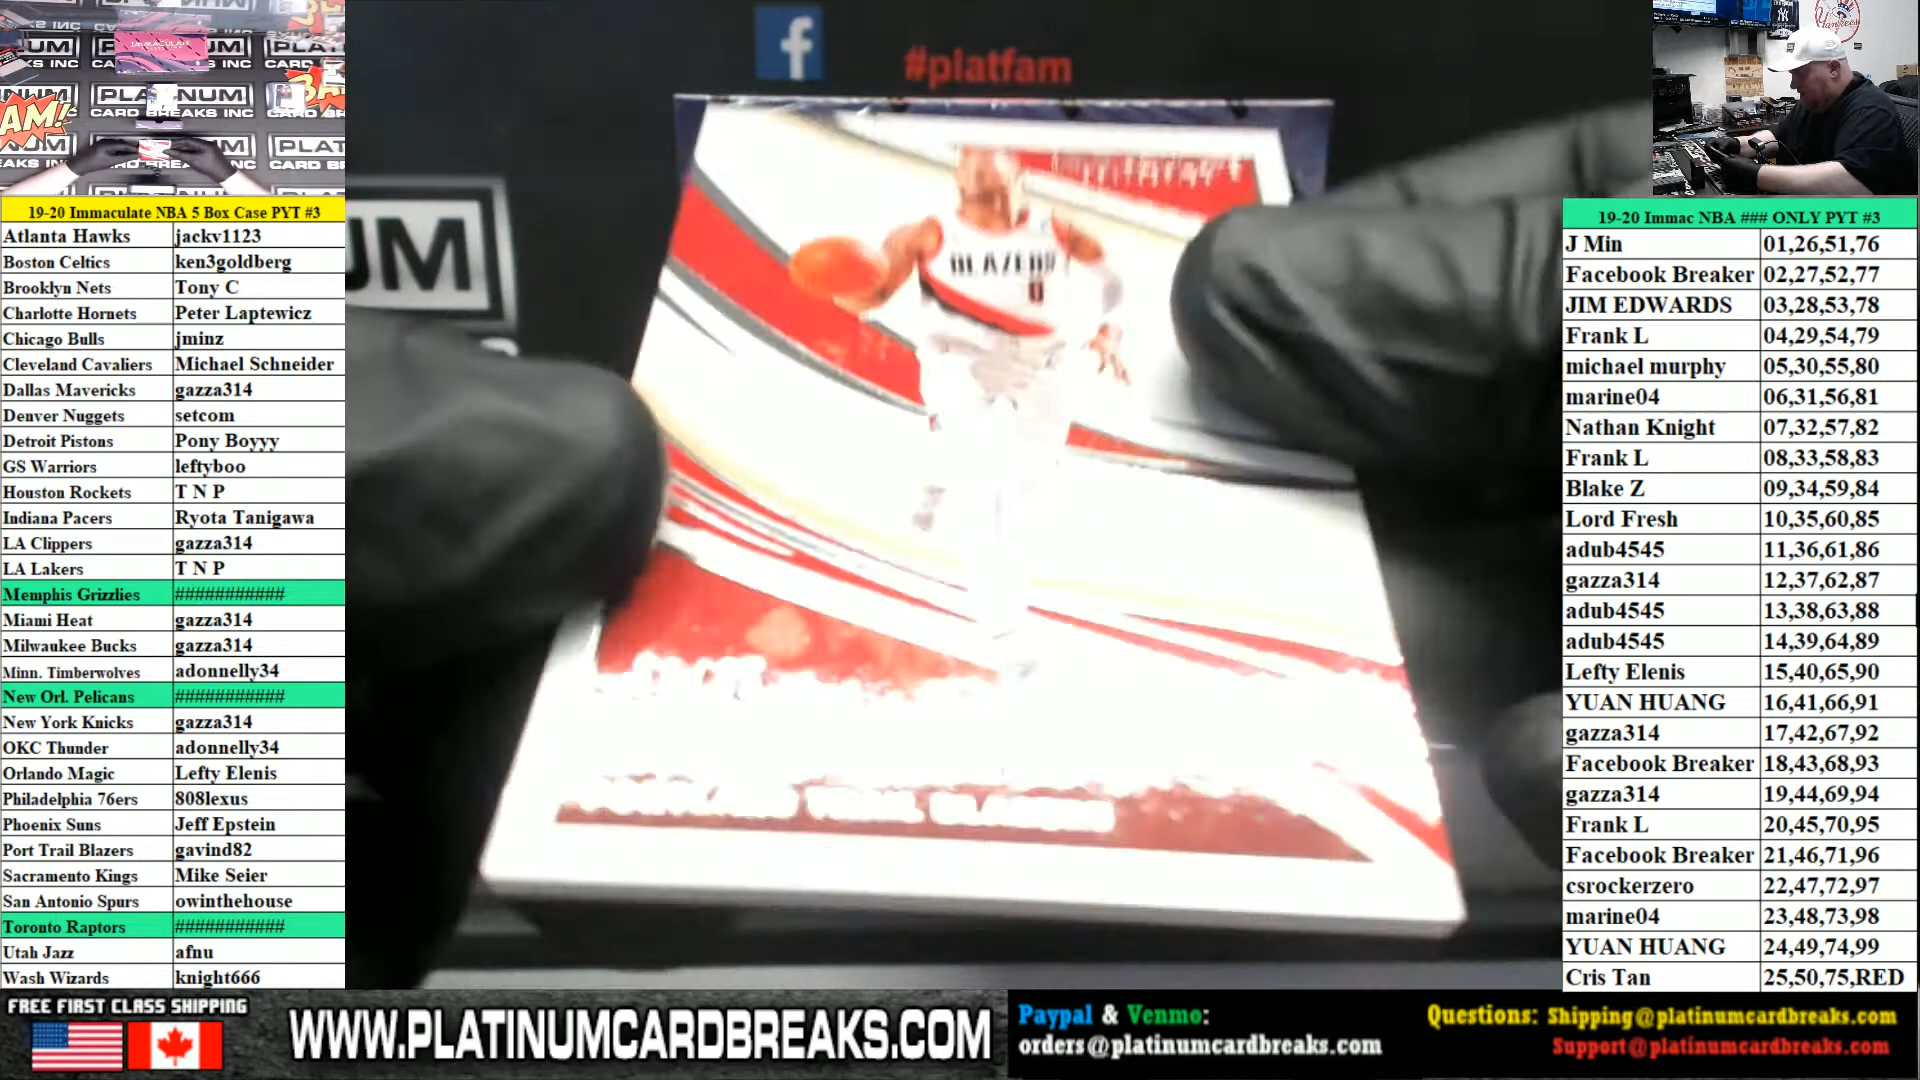 #platfam
PLATINUM
CARD BREAKS INC
UM
BLAZERS
0
TRAIL BLAZERS
19-20 Immaculate NBA 5 Box Case PYT #3
Atlanta Hawks jackv1123
Boston Celtics ken3goldberg
Brooklyn Nets Tony C
Charlotte Hornets Peter Laptewicz
Chicago Bulls jminz
Cleveland Cavaliers Michael Schneider
Dallas Mavericks gazza314
Denver Nuggets setcom
Detroit Pistons Pony Boyyy
GS Warriors leftyboo
Houston Rockets T N P
Indiana Pacers Ryota Tanigawa
LA Clippers gazza314
LA Lakers T N P
Memphis Grizzlies ###########
Miami Heat gazza314
Milwaukee Bucks gazza314
Minn. Timberwolves adonnelly34
New Orl. Pelicans ###########
New York Knicks gazza314
OKC Thunder adonnelly34
Orlando Magic Lefty Elenis
Philadelphia 76ers 808lexus
Phoenix Suns Jeff Epstein
Port Trail Blazers gavind82
Sacramento Kings Mike Seier
San Antonio Spurs owinthehouse
Toronto Raptors ###########
Utah Jazz afnu
Wash Wizards knight666
19-20 Immac NBA ### ONLY PYT #3
J Min 01,26,51,76
Facebook Breaker 02,27,52,77
JIM EDWARDS 03,28,53,78
Frank L 04,29,54,79
michael murphy 05,30,55,80
marine04 06,31,56,81
Nathan Knight 07,32,57,82
Frank L 08,33,58,83
Blake Z 09,34,59,84
Lord Fresh 10,35,60,85
adub4545 11,36,61,86
gazza314 12,37,62,87
adub4545 13,38,63,88
adub4545 14,39,64,89
Lefty Elenis 15,40,65,90
YUAN HUANG 16,41,66,91
gazza314 17,42,67,92
Facebook Breaker 18,43,68,93
gazza314 19,44,69,94
Frank L 20,45,70,95
Facebook Breaker 21,46,71,96
csrockerzero 22,47,72,97
marine04 23,48,73,98
YUAN HUANG 24,49,74,99
Cris Tan 25,50,75,RED
FREE FIRST CLASS SHIPPING
WWW.PLATINUMCARDBREAKS.COM
Paypal & Venmo:
orders@platinumcardbreaks.com
Questions: Shipping@platinumcardbreaks.com
Support@platinumcardbreaks.com